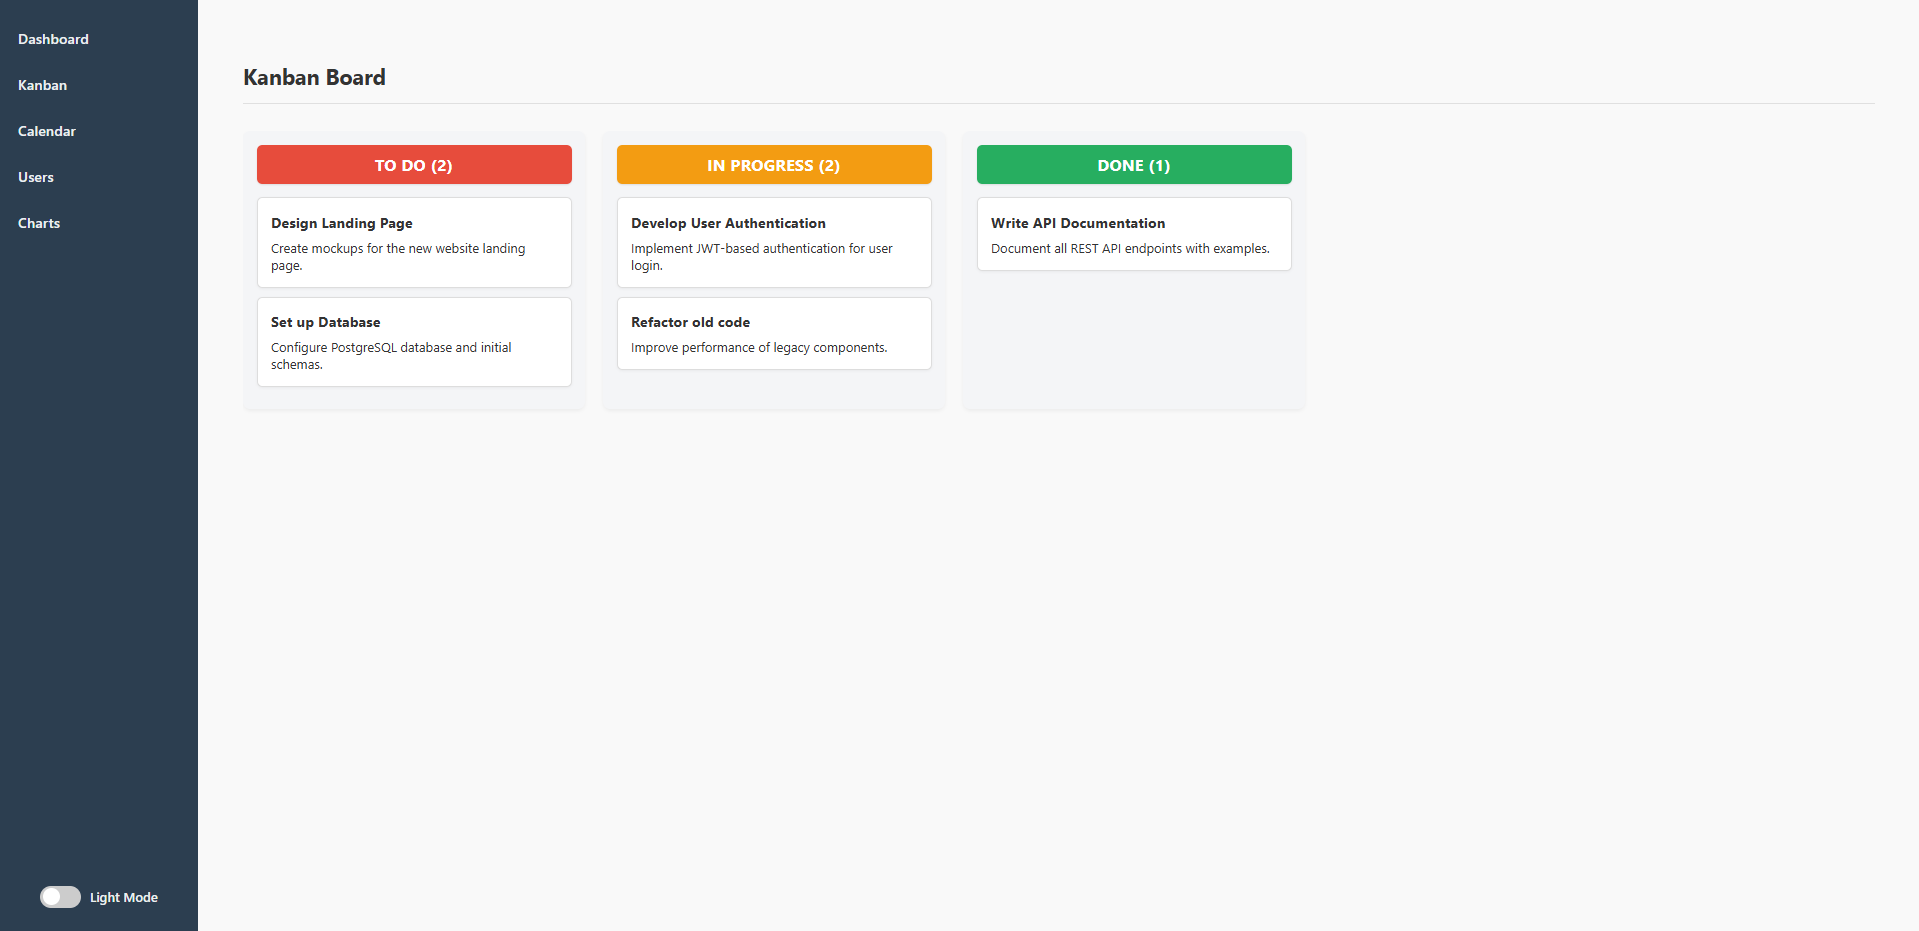 Dashboard
Kanban
Calendar
Users
Charts
Light Mode
Kanban Board
TO DO (2)
Design Landing Page
Create mockups for the new website landing
page.
Set up Database
Configure PostgreSQL database and initial
schemas.
IN PROGRESS (2)
Develop User Authentication
Implement JWT-based authentication for user
login.
Refactor old code
Improve performance of legacy components.
DONE (1)
Write API Documentation
Document all REST API endpoints with examples.